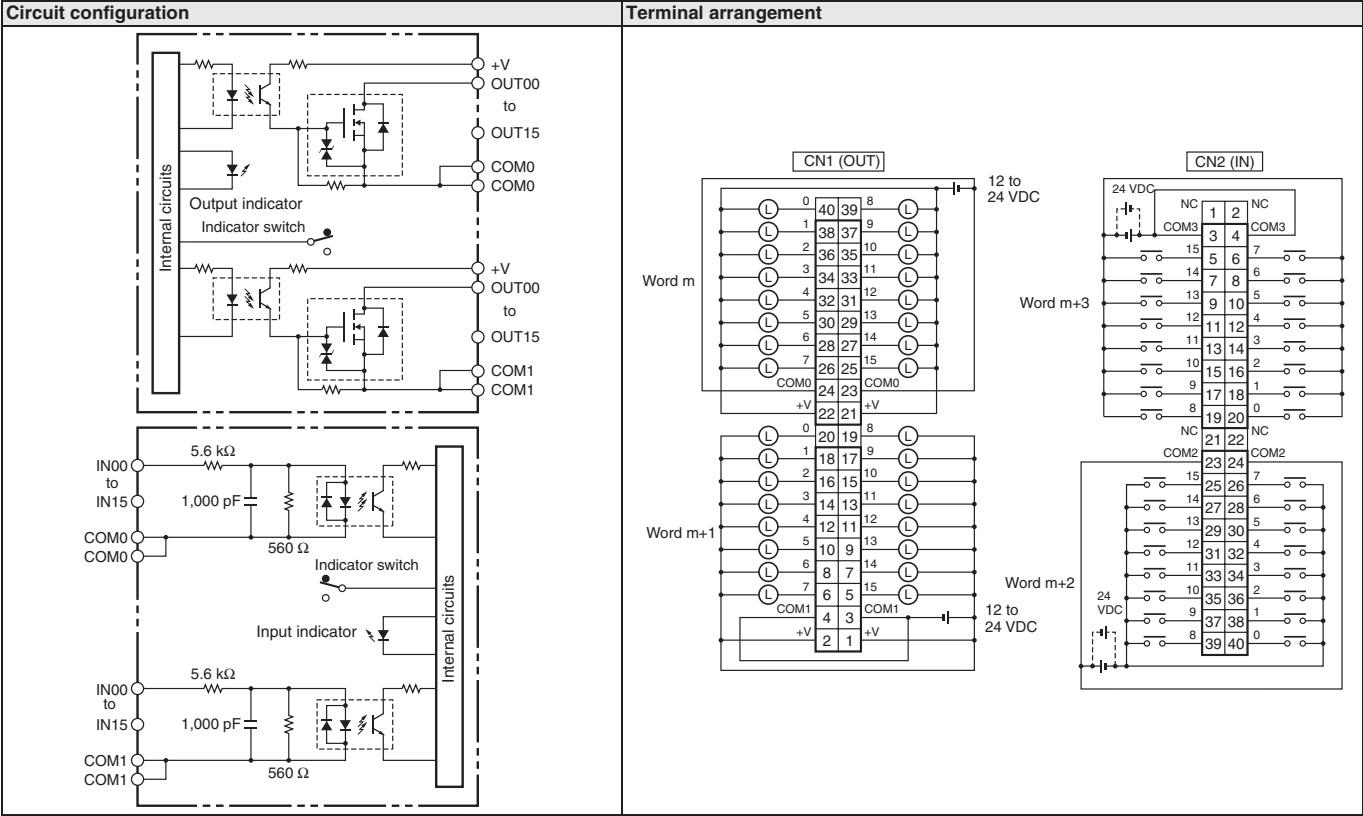 Circuit configuration
Terminal arrangement
+V
OUT00
to
OUT15
COM0
COM0
Internal circuits
Output indicator
Indicator switch
+V
OUT00
to
OUT15
COM1
COM1
5.6 kΩ
IN00
to
IN15
1,000 pF
COM0
COM0
560 Ω
Indicator switch
Input indicator
Internal circuits
5.6 kΩ
IN00
to
IN15
1,000 pF
COM1
COM1
560 Ω
CN1 (OUT)
12 to
24 VDC
Word m
L 0 40 39 8 L
L 1 38 37 9 L
L 2 36 35 10 L
L 3 34 33 11 L
L 4 32 31 12 L
L 5 30 29 13 L
L 6 28 27 14 L
L 7 26 25 15 L
COM0 24 23 COM0
+V 22 21 +V
Word m+1
L 0 20 19 8 L
L 1 18 17 9 L
L 2 16 15 10 L
L 3 14 13 11 L
L 4 12 11 12 L
L 5 10 9 13 L
L 6 8 7 14 L
L 7 6 5 15 L
COM1 4 3 COM1
+V 2 1 +V
12 to
24 VDC
CN2 (IN)
24 VDC
NC 1 2 NC
COM3 3 4 COM3
Word m+3
15 5 6 7
14 7 8 6
13 9 10 5
12 11 12 4
11 13 14 3
10 15 16 2
9 17 18 1
8 19 20 0
NC 21 22 NC
COM2 23 24 COM2
Word m+2
15 25 26 7
14 27 28 6
13 29 30 5
12 31 32 4
11 33 34 3
10 35 36 2
9 37 38 1
8 39 40 0
24
VDC